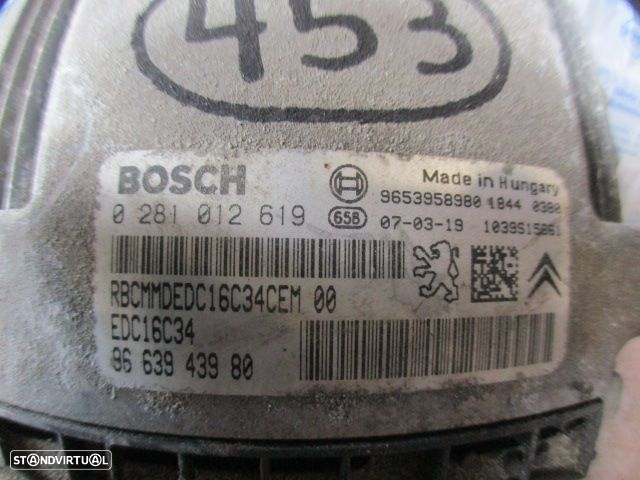 453
BOSCH
Made in Hungary
0 281 012 619
9653958980 1844 0380
658 07-03-19 1039S15861
RBCMMDEDC16C34CEM 00
EDC16C34
96 639 439 80
STANDVIRTUAL